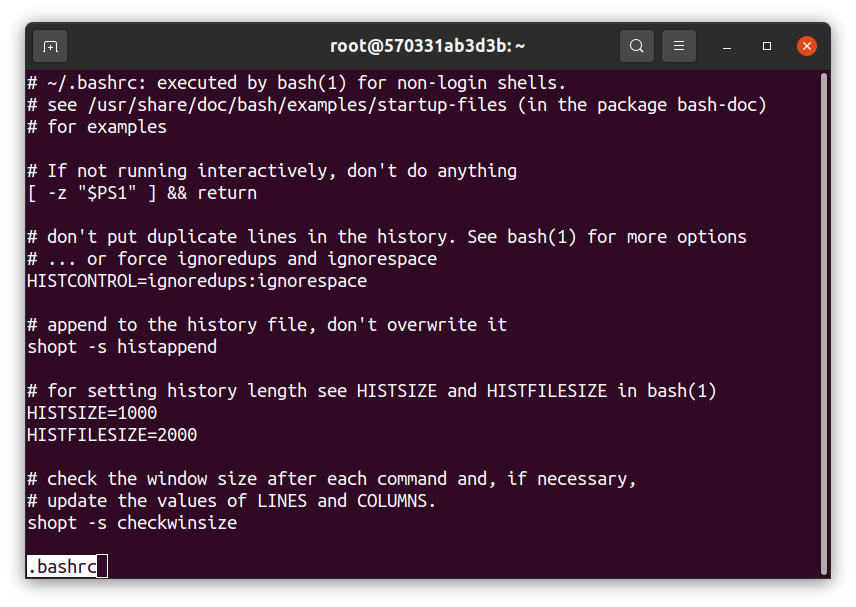 root@570331ab3d3b: ~
# ~/.bashrc: executed by bash(1) for non-login shells.
# see /usr/share/doc/bash/examples/startup-files (in the package bash-doc)
# for examples

# If not running interactively, don't do anything
[ -z "$PS1" ] && return

# don't put duplicate lines in the history. See bash(1) for more options
# ... or force ignoredups and ignorespace
HISTCONTROL=ignoredups:ignorespace

# append to the history file, don't overwrite it
shopt -s histappend

# for setting history length see HISTSIZE and HISTFILESIZE in bash(1)
HISTSIZE=1000
HISTFILESIZE=2000

# check the window size after each command and, if necessary,
# update the values of LINES and COLUMNS.
shopt -s checkwinsize

.bashrc